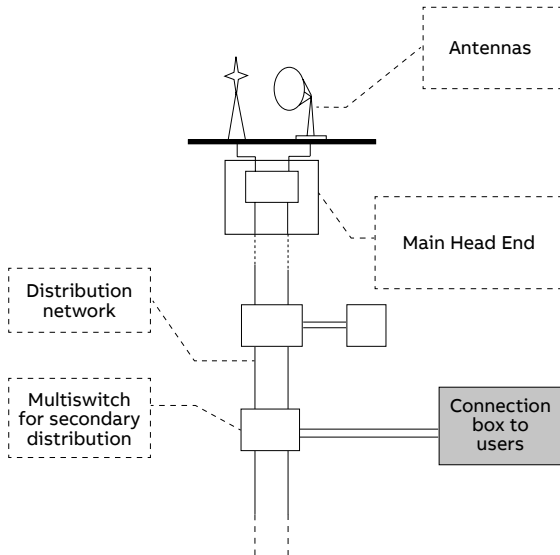 Antennas
Main Head End
Distribution
network
Multiswitch
for secondary
distribution
Connection
box to
users